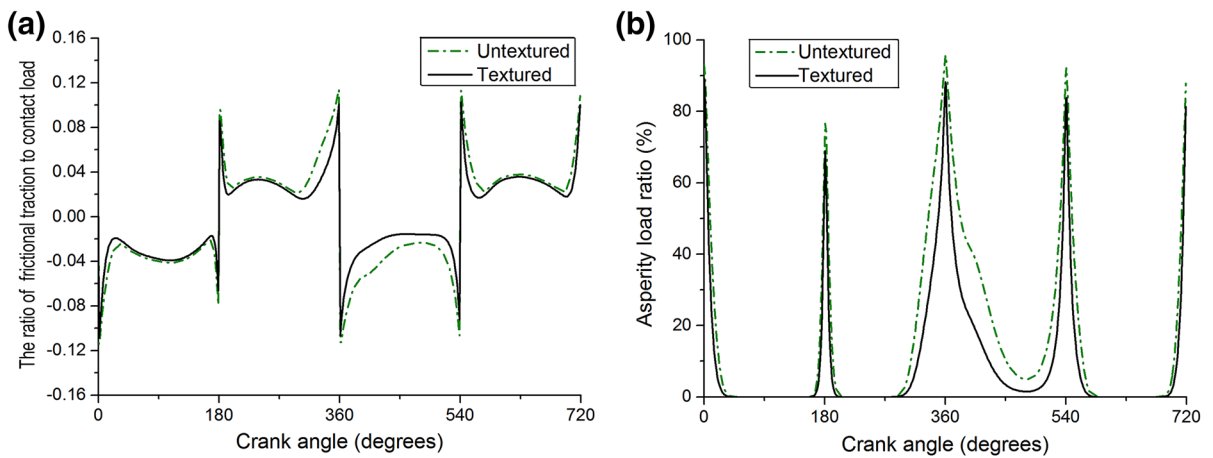 (a)
0.16
0.12
0.08
0.04
0.00
-0.04
-0.08
-0.12
-0.16
The ratio of frictional traction to contact load
Untextured
Textured
0 180 360 540 720
Crank angle (degrees)
(b)
100
80
60
40
20
0
Asperity load ratio (%)
Untextured
Textured
0 180 360 540 720
Crank angle (degrees)